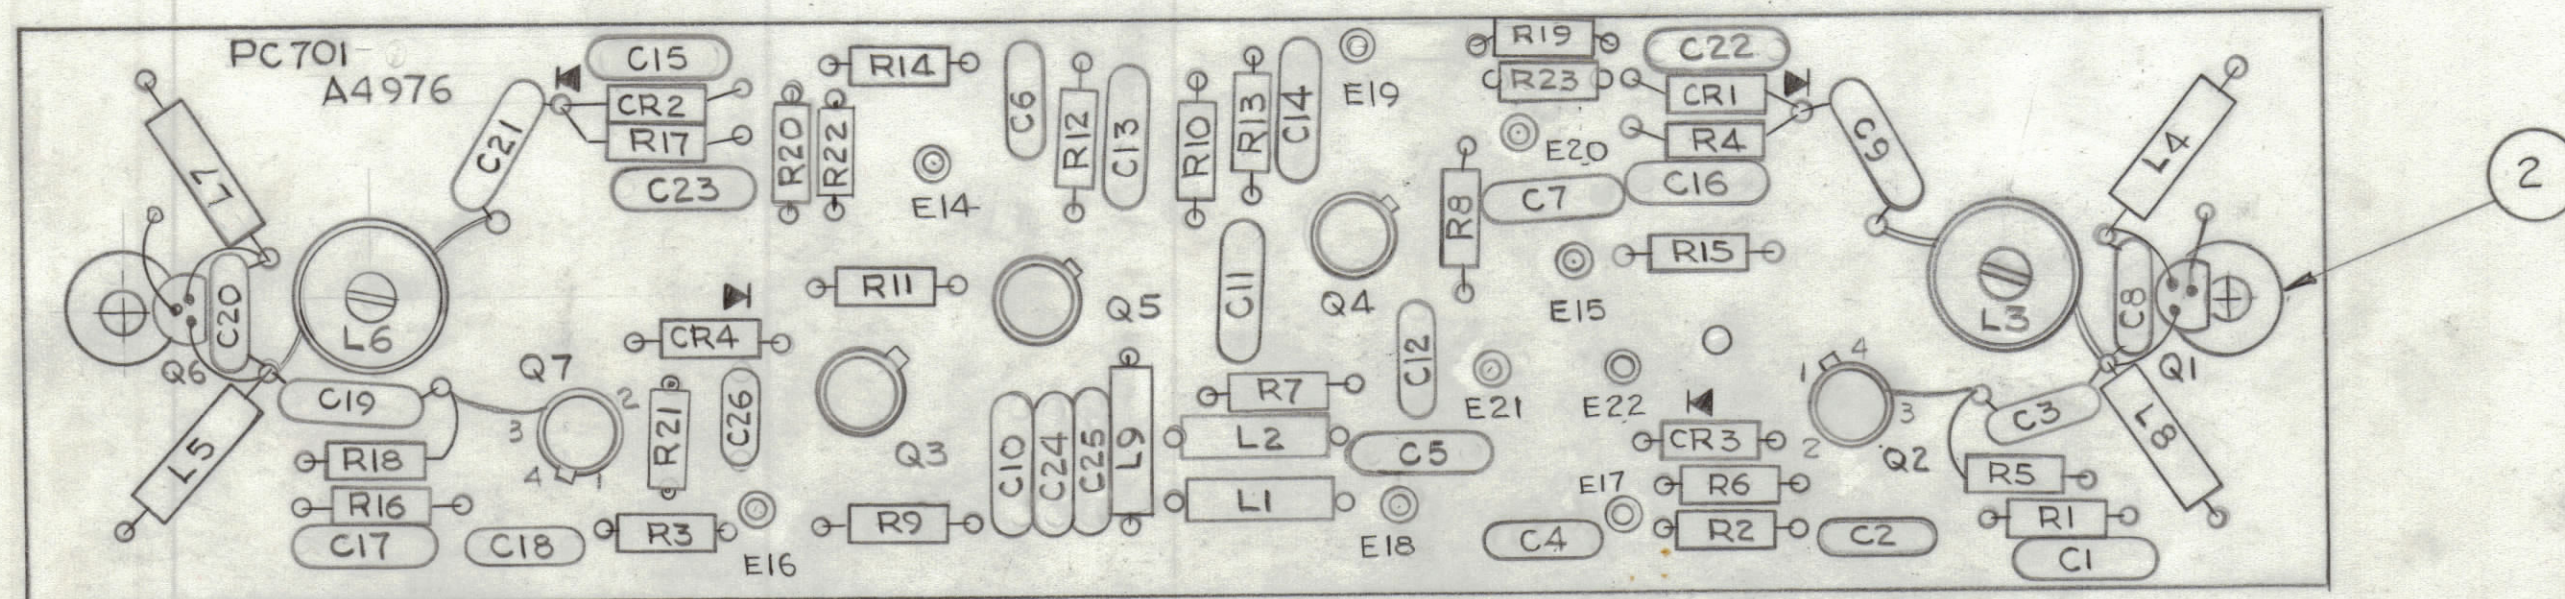 PC701
A4976
C15
R14
C6
R12
C13
R10
R13
C14
E19
R19
R23
C22
CR1
R4
C16
C9
L4
2
L7
C21
CR2
R17
C23
R20
R22
E14
C11
Q4
R8
C7
E20
R15
E15
C20
L6
Q6
CR4
R11
Q5
C12
L3
C8
Q1
Q7
2
3
4
1
C19
R18
L5
R16
C17
C18
R21
C26
R3
E16
Q3
R9
C10
C24
C25
L9
R7
L2
L1
C5
E21
E22
E18
C4
E17
CR3
R6
R2
C2
1
4
3
2
Q2
C3
R5
R1
C1
L8